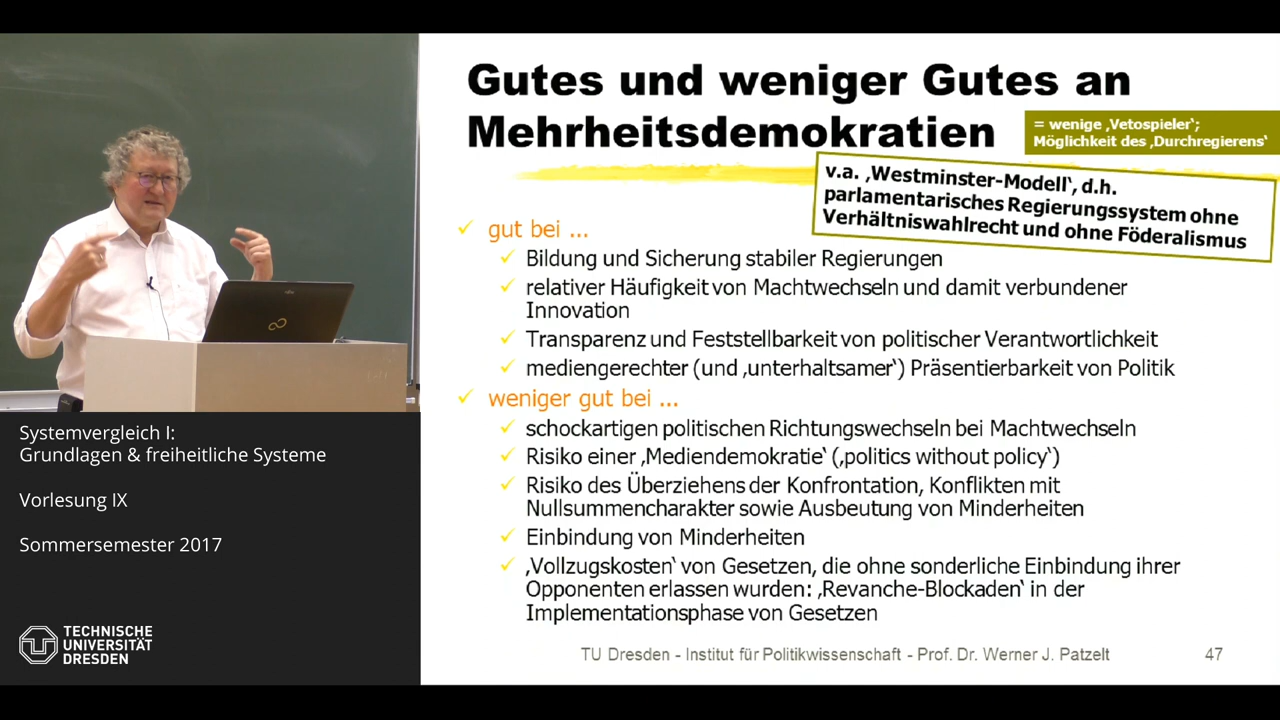 Gutes und weniger Gutes an
Mehrheitsdemokratien
= wenige ‚Vetospieler‘;
Möglichkeit des ‚Durchregierens‘
v.a. ‚Westminster-Modell‘, d.h.
parlamentarisches Regierungssystem ohne
Verhältniswahlrecht und ohne Föderalismus
gut bei ...
Bildung und Sicherung stabiler Regierungen
relativer Häufigkeit von Machtwechseln und damit verbundener
Innovation
Transparenz und Feststellbarkeit von politischer Verantwortlichkeit
mediengerechter (und ‚unterhaltsamer‘) Präsentierbarkeit von Politik
weniger gut bei ...
schockartigen politischen Richtungswechseln bei Machtwechseln
Risiko einer ‚Mediendemokratie‘ (‚politics without policy‘)
Risiko des Überziehens der Konfrontation, Konflikten mit
Nullsummencharakter sowie Ausbeutung von Minderheiten
Einbindung von Minderheiten
‚Vollzugskosten‘ von Gesetzen, die ohne sonderliche Einbindung ihrer
Opponenten erlassen wurden: ‚Revanche-Blockaden‘ in der
Implementationsphase von Gesetzen
TU Dresden - Institut für Politikwissenschaft - Prof. Dr. Werner J. Patzelt
47
Systemvergleich I:
Grundlagen & freiheitliche Systeme
Vorlesung IX
Sommersemester 2017
TECHNISCHE
UNIVERSITÄT
DRESDEN